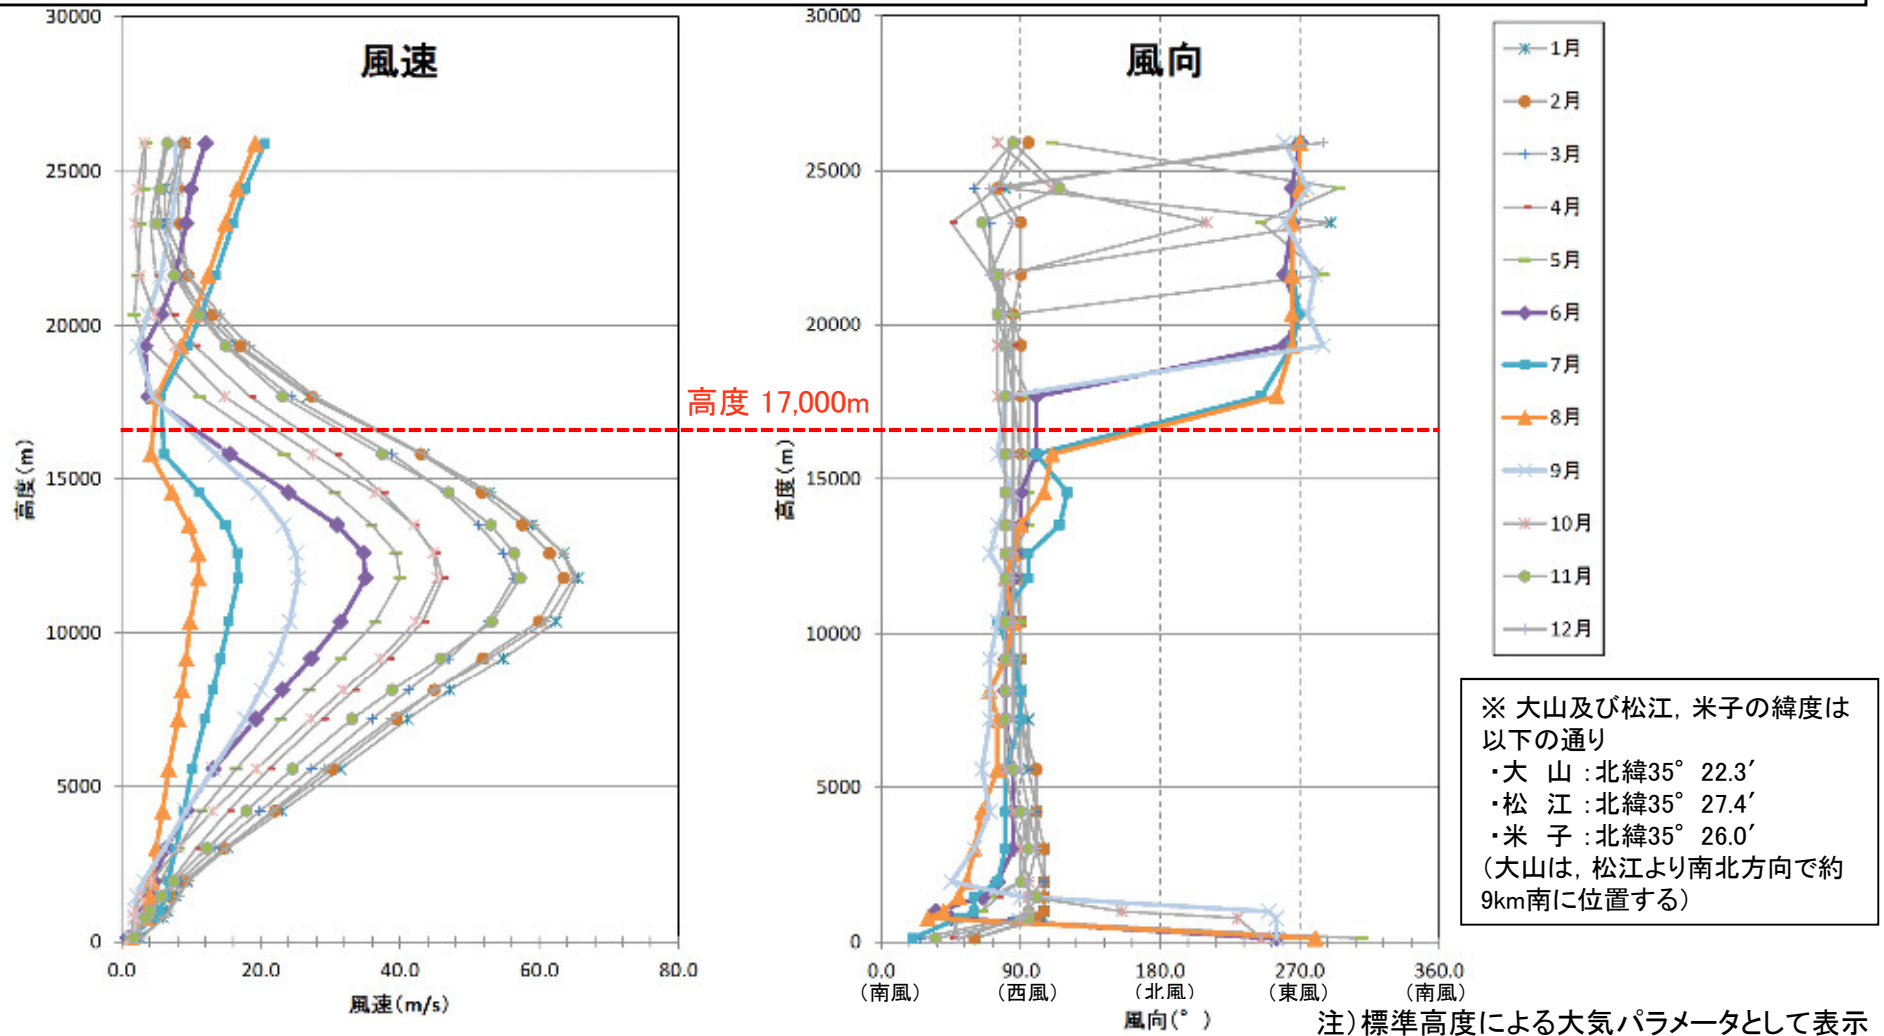 風速
30000
25000
20000
15000
10000
5000
0
高度(m)
0.0
20.0
40.0
60.0
80.0
風速(m/s)
高度 17,000m
風向
30000
25000
20000
15000
10000
5000
0
高度(m)
0.0
90.0
180.0
270.0
360.0
(南風)
(西風)
(北風)
(東風)
(南風)
風向(°)
1月
2月
3月
4月
5月
6月
7月
8月
9月
10月
11月
12月
※ 大山及び松江, 米子の緯度は
以下の通り
・大 山 :北緯35° 22.3′
・松 江 :北緯35° 27.4′
・米 子 :北緯35° 26.0′
(大山は, 松江より南北方向で約
9km南に位置する)
注)標準高度による大気パラメータとして表示